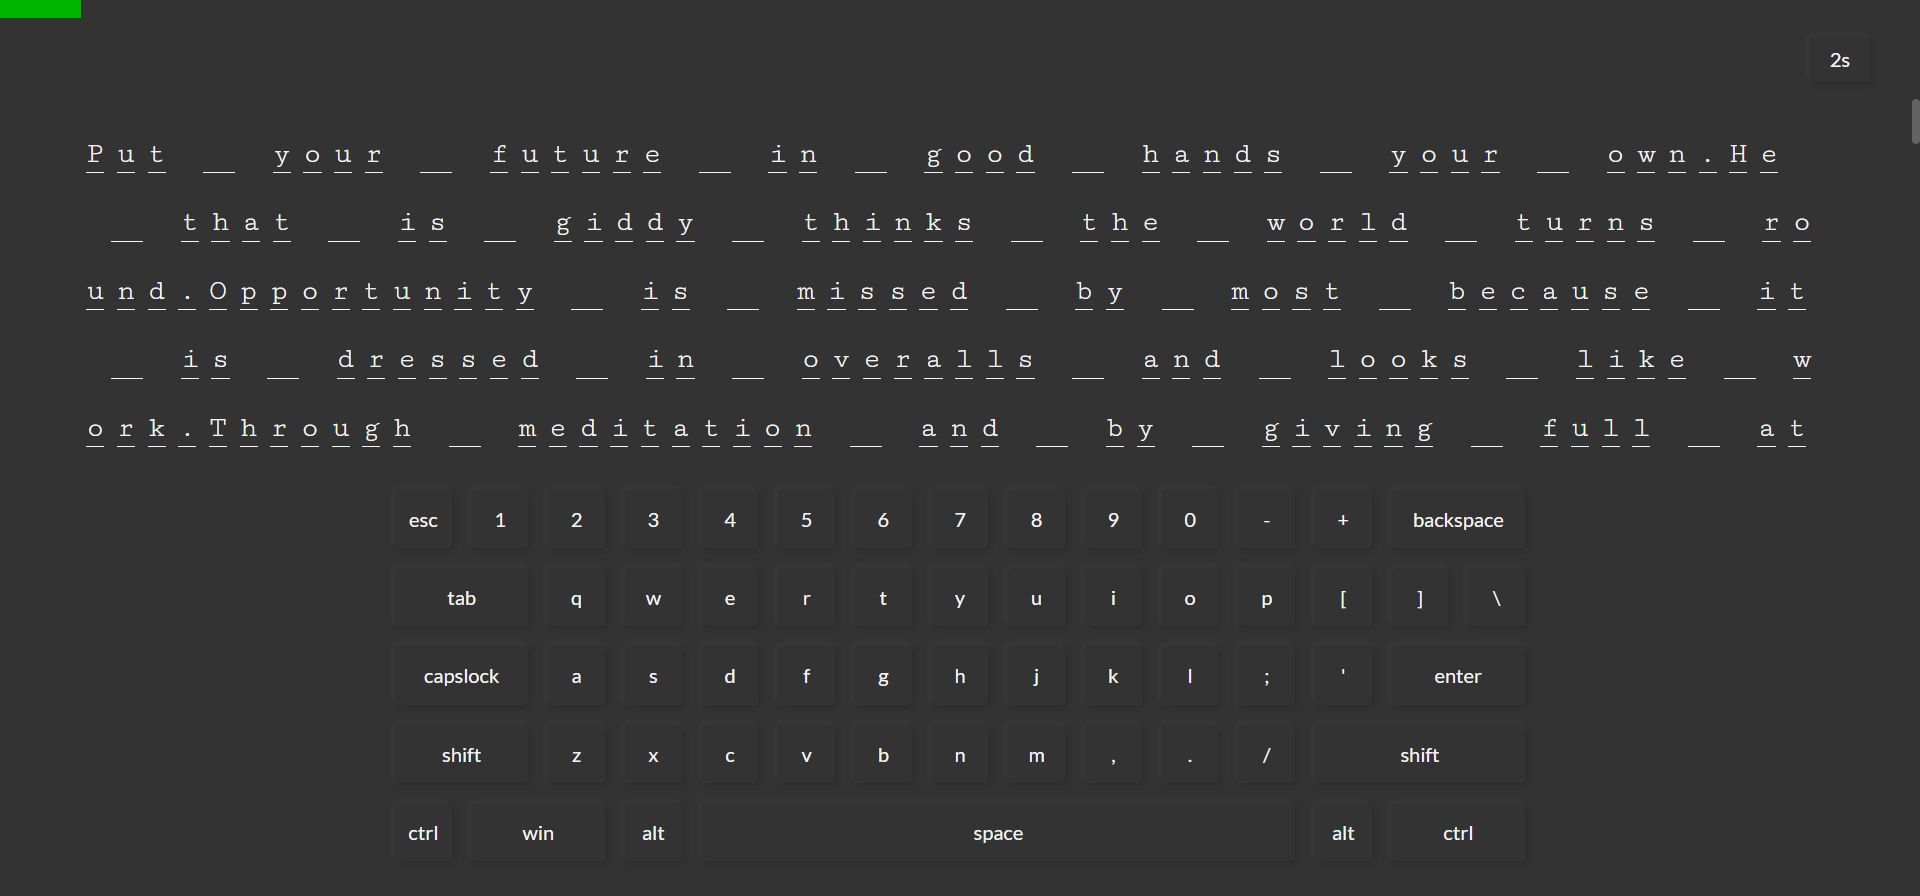 2s
Put _ your _ future _ in _ good _ hands _ your _ own.He
_ that _ is _ giddy _ thinks _ the _ world _ turns _ ro
und.Opportunity _ is _ missed _ by _ most _ because _ it
_ is _ dressed _ in _ overalls _ and _ looks _ like _ w
ork.Through _ meditation _ and _ by _ giving _ full _ at
esc 1 2 3 4 5 6 7 8 9 0 - + backspace
tab q w e r t y u i o p [ ] \
capslock a s d f g h j k l ; ' enter
shift z x c v b n m , . / shift
ctrl win alt space alt ctrl